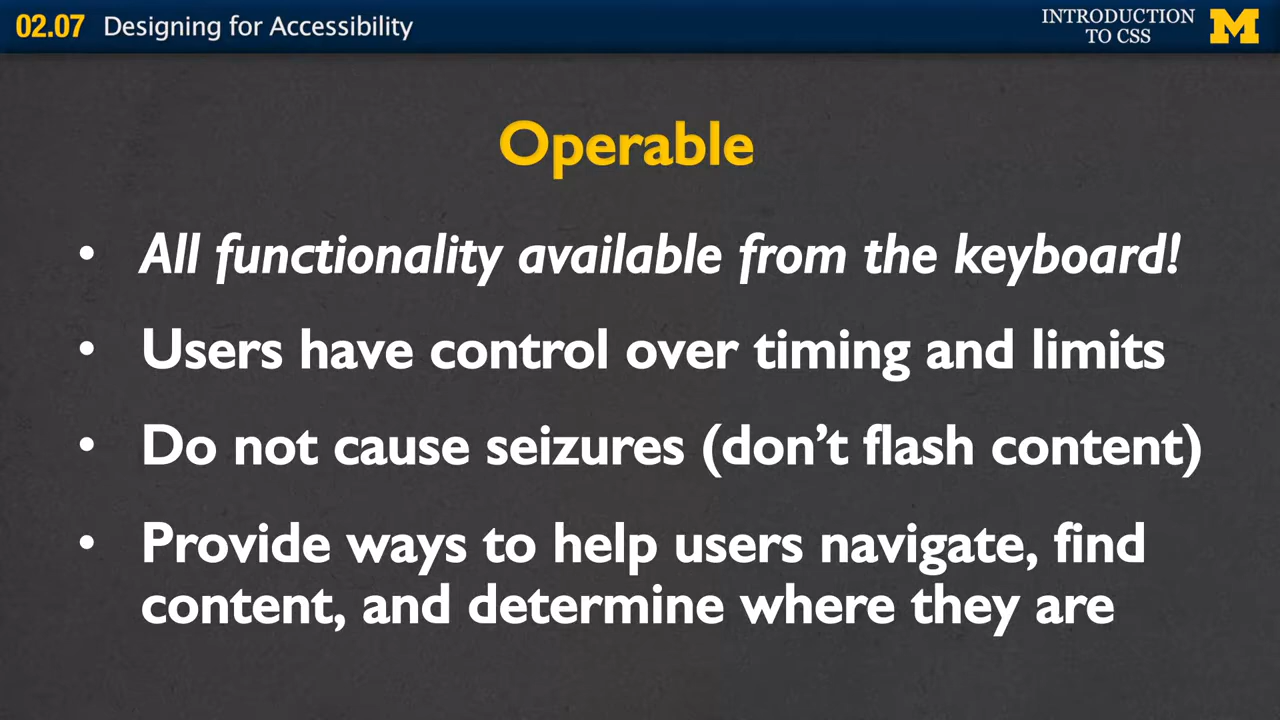 02.07 Designing for Accessibility
INTRODUCTION
TO CSS
M
Operable
• All functionality available from the keyboard!
• Users have control over timing and limits
• Do not cause seizures (don’t flash content)
• Provide ways to help users navigate, find
content, and determine where they are